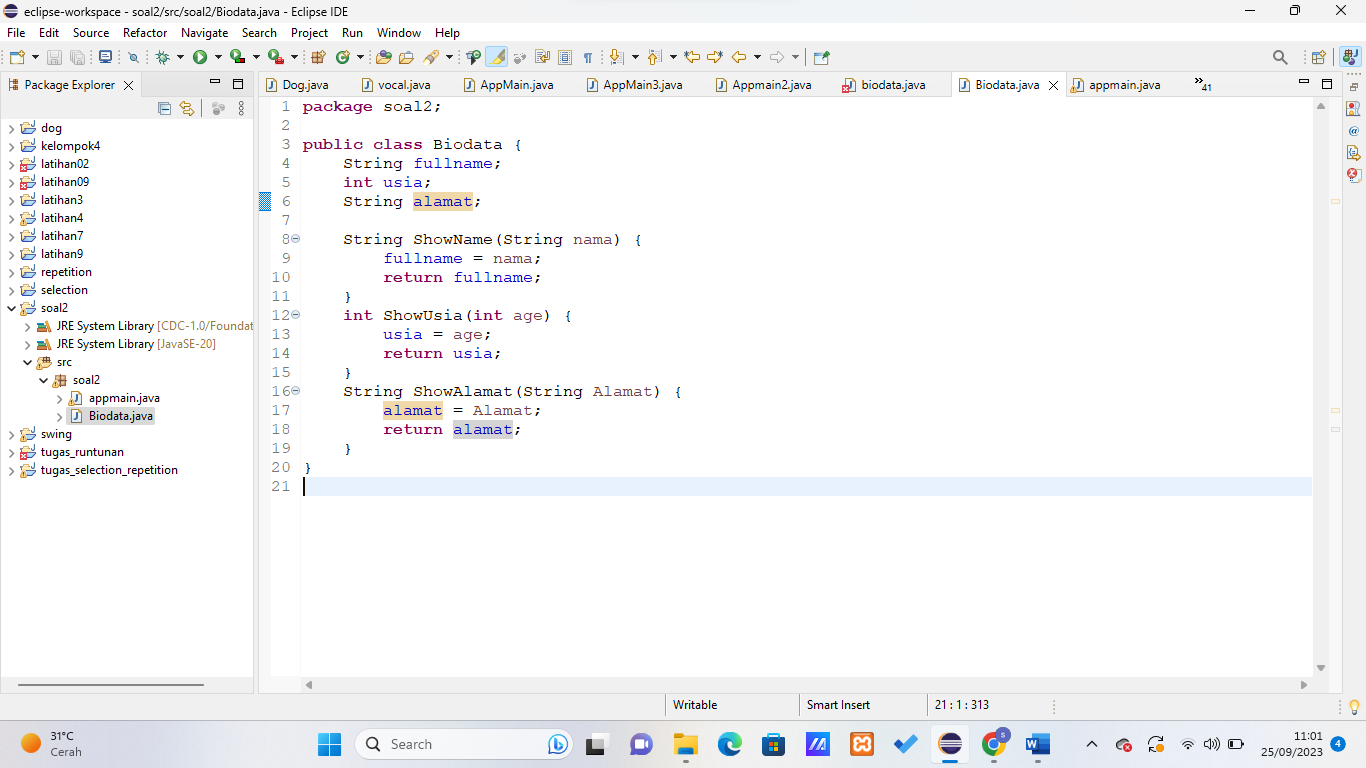 eclipse-workspace - soal2/src/soal2/Biodata.java - Eclipse IDE
File Edit Source Refactor Navigate Search Project Run Window Help
Package Explorer
Dog.java vocal.java AppMain.java AppMain3.java Appmain2.java biodata.java Biodata.java appmain.java 41
dog
kelompok4
latihan02
latihan09
latihan3
latihan4
latihan7
latihan9
repetition
selection
soal2
JRE System Library [CDC-1.0/Foundat
JRE System Library [JavaSE-20]
src
soal2
appmain.java
Biodata.java
swing
tugas_runtunan
tugas_selection_repetition
1 package soal2;
2
3 public class Biodata {
4 String fullname;
5 int usia;
6 String alamat;
7
8 String ShowName(String nama) {
9 fullname = nama;
10 return fullname;
11 }
12 int ShowUsia(int age) {
13 usia = age;
14 return usia;
15 }
16 String ShowAlamat(String Alamat) {
17 alamat = Alamat;
18 return alamat;
19 }
20 }
21
Writable Smart Insert 21 : 1 : 313
31°C
Cerah
Search
S
11:01
25/09/2023
4